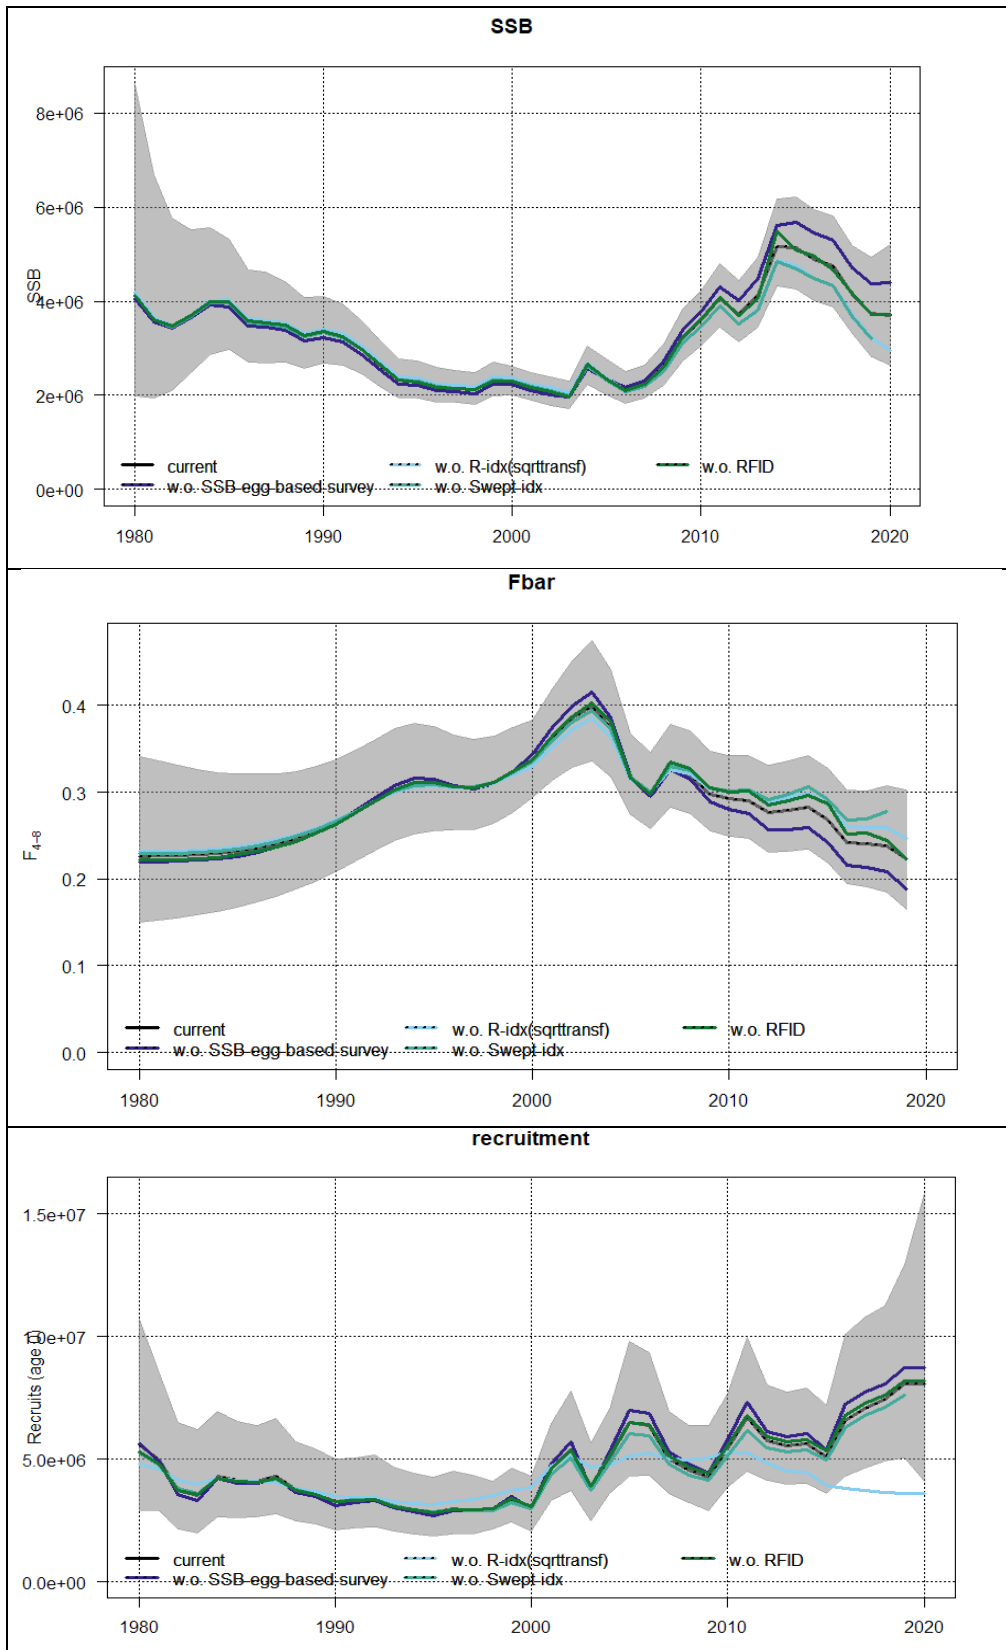 SSB
8e+06
6e+06
4e+06
2e+06
0e+00
SSB
current
w.o. R-idx(sqrttransf)
w.o. RFID
w.o. SSB-egg-based-survey
w.o. Swept-idx
1980
1990
2000
2010
2020
Fbar
0.4
0.3
0.2
0.1
0.0
F4-8
current
w.o. R-idx(sqrttransf)
w.o. RFID
w.o. SSB-egg-based-survey
w.o. Swept-idx
1980
1990
2000
2010
2020
recruitment
1.5e+07
1.0e+07
5.0e+06
0.0e+00
Recruits (age 0)
current
w.o. R-idx(sqrttransf)
w.o. RFID
w.o. SSB-egg-based-survey
w.o. Swept-idx
1980
1990
2000
2010
2020